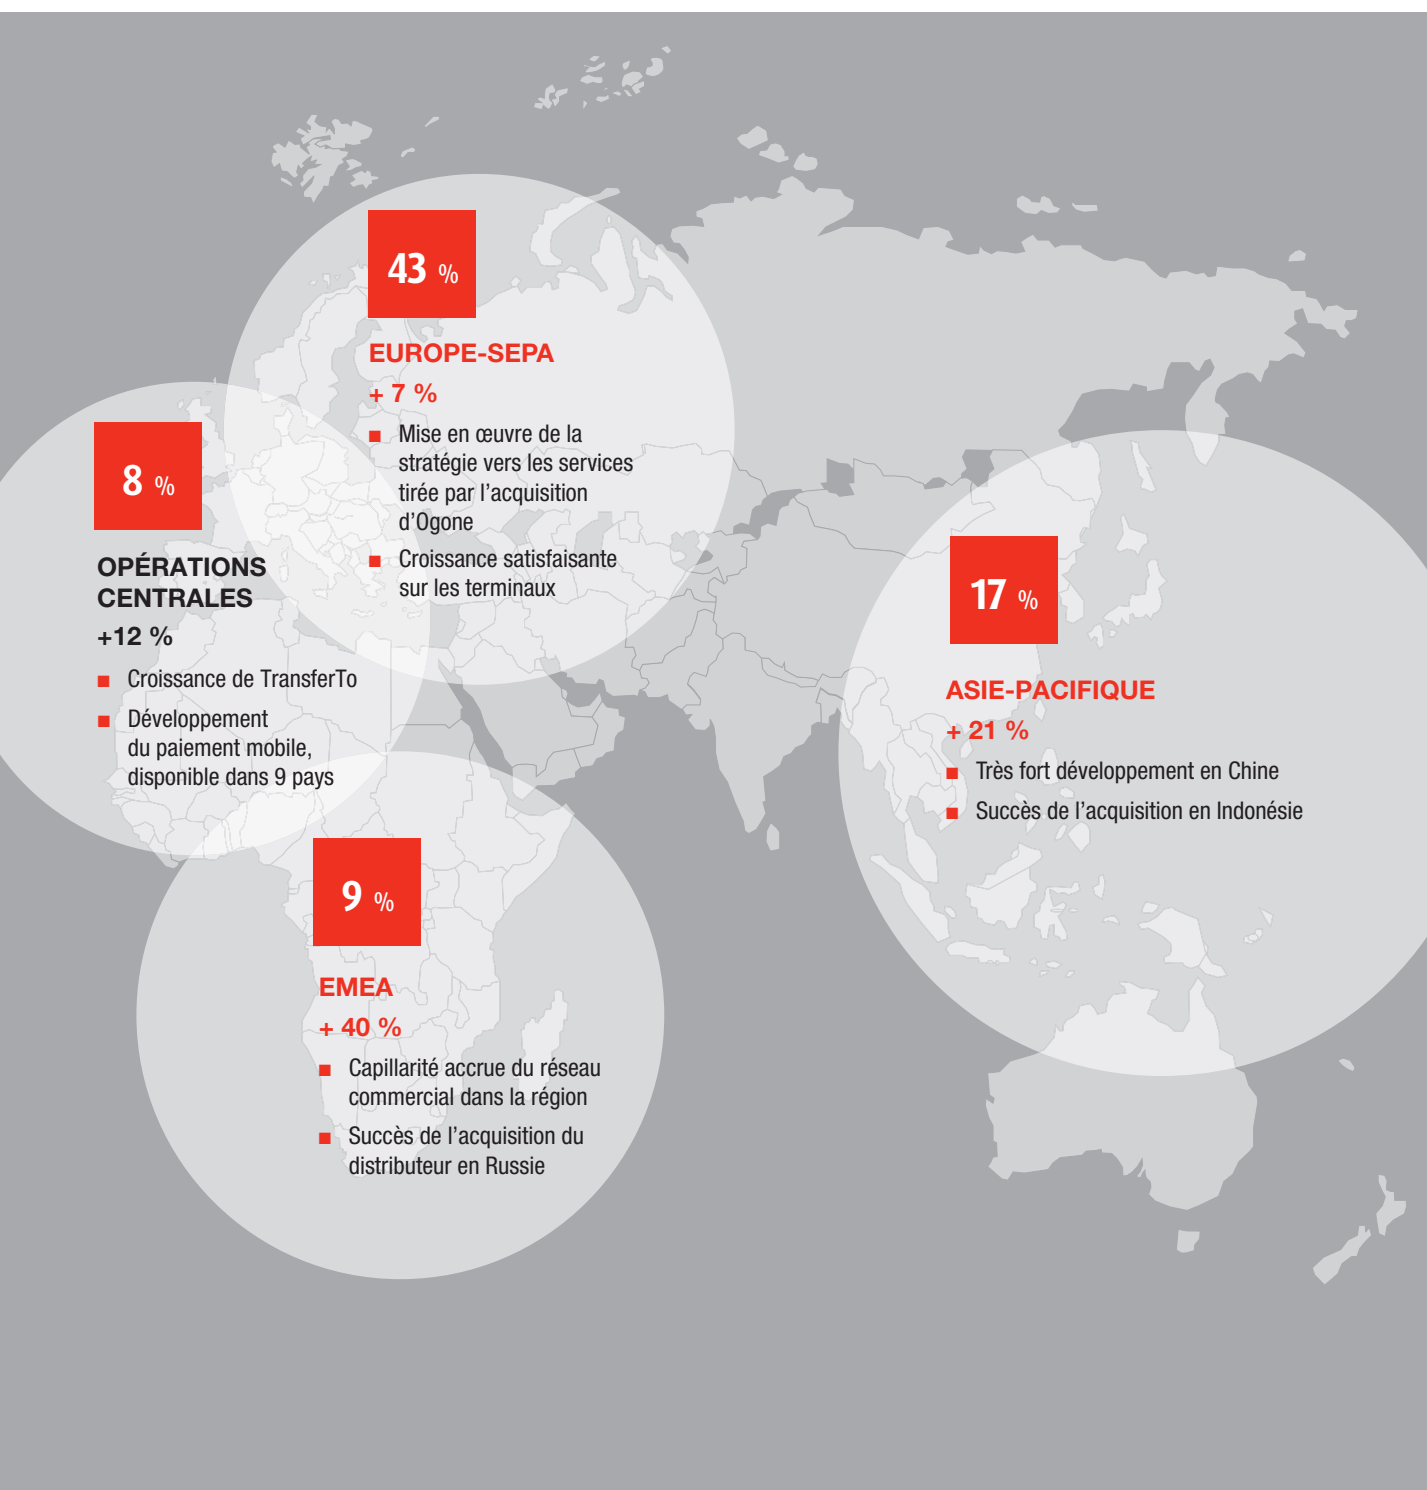 43 %
EUROPE-SEPA
+ 7 %
■ Mise en œuvre de la
stratégie vers les services
tirée par l’acquisition
d’Ogone
■ Croissance satisfaisante
sur les terminaux
8 %
OPÉRATIONS
CENTRALES
+12 %
■ Croissance de TransferTo
■ Développement
du paiement mobile,
disponible dans 9 pays
17 %
ASIE-PACIFIQUE
+ 21 %
■ Très fort développement en Chine
■ Succès de l’acquisition en Indonésie
9 %
EMEA
+ 40 %
■ Capillarité accrue du réseau
commercial dans la région
■ Succès de l’acquisition du
distributeur en Russie